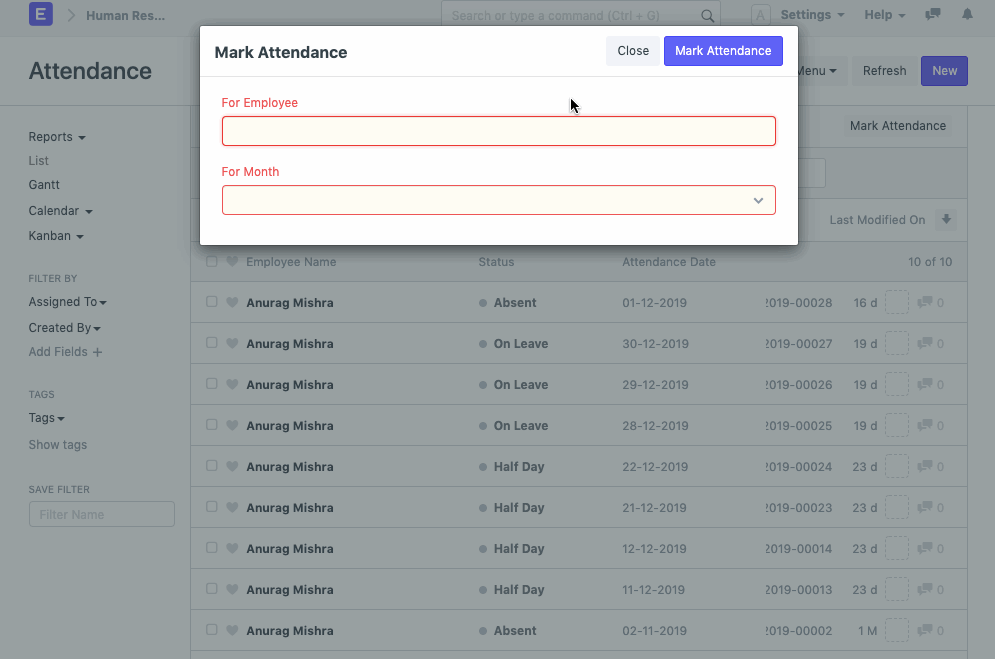 E Human Res... Search or type a command (Ctrl + G) A Settings Help
Mark Attendance Close Mark Attendance
Attendance Menu Refresh New
For Employee
For Month
Mark Attendance
Last Modified On
Reports
List
Gantt
Calendar
Kanban
FILTER BY
Assigned To
Created By
Add Fields +
TAGS
Tags
Show tags
SAVE FILTER
Filter Name
Employee Name Status Attendance Date 10 of 10
Anurag Mishra Absent 01-12-2019 2019-00028 16 d 0
Anurag Mishra On Leave 30-12-2019 2019-00027 19 d 0
Anurag Mishra On Leave 29-12-2019 2019-00026 19 d 0
Anurag Mishra On Leave 28-12-2019 2019-00025 19 d 0
Anurag Mishra Half Day 22-12-2019 2019-00024 23 d 0
Anurag Mishra Half Day 21-12-2019 2019-00023 23 d 0
Anurag Mishra Half Day 12-12-2019 2019-00014 23 d 0
Anurag Mishra Half Day 11-12-2019 2019-00013 23 d 0
Anurag Mishra Absent 02-11-2019 2019-00002 1 M 0